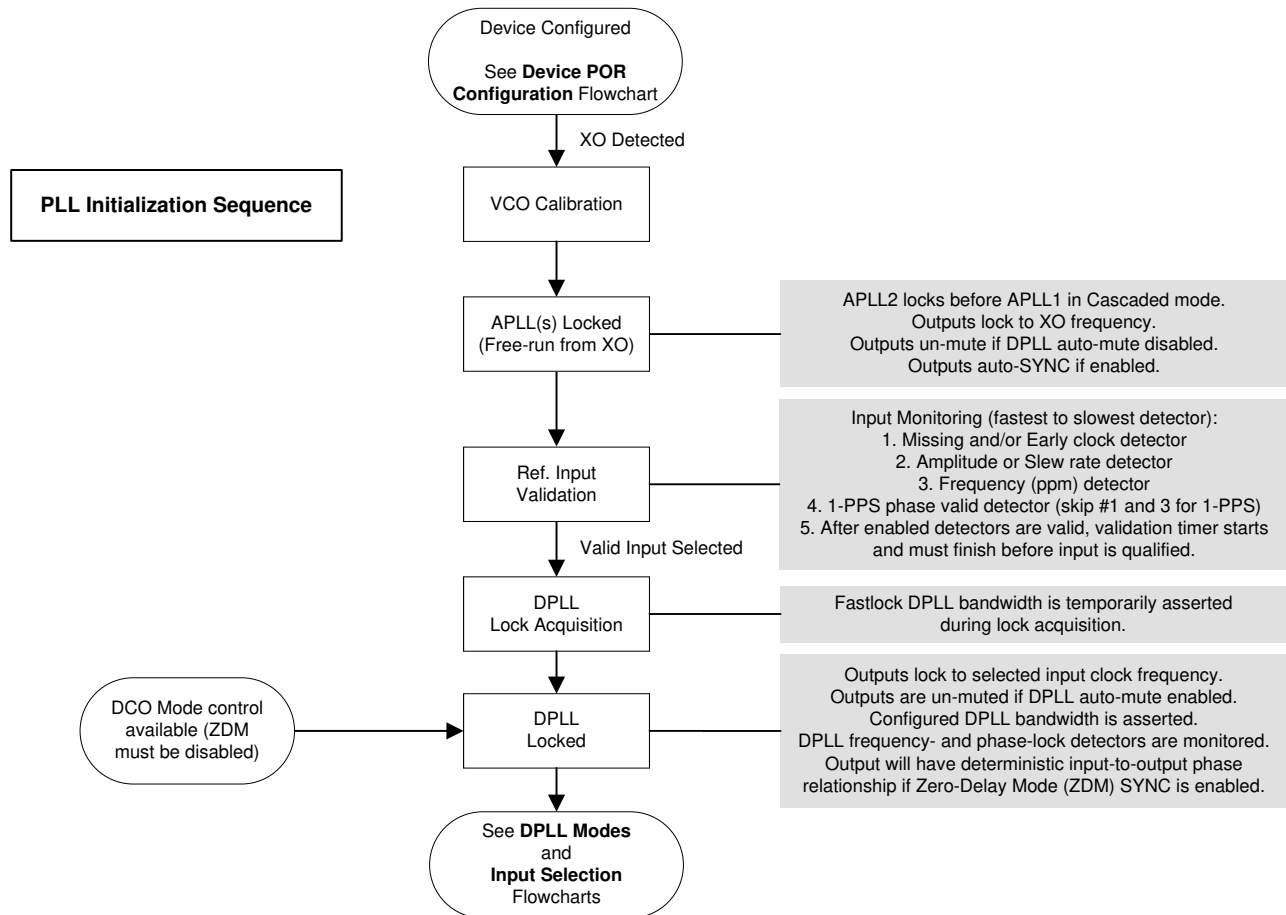 Device Configured
See Device POR
Configuration Flowchart
XO Detected
PLL Initialization Sequence
VCO Calibration
APLL(s) Locked
(Free-run from XO)
APLL2 locks before APLL1 in Cascaded mode.
Outputs lock to XO frequency.
Outputs un-mute if DPLL auto-mute disabled.
Outputs auto-SYNC if enabled.
Ref. Input
Validation
Input Monitoring (fastest to slowest detector):
1. Missing and/or Early clock detector
2. Amplitude or Slew rate detector
3. Frequency (ppm) detector
4. 1-PPS phase valid detector (skip #1 and 3 for 1-PPS)
5. After enabled detectors are valid, validation timer starts
and must finish before input is qualified.
Valid Input Selected
DPLL
Lock Acquisition
Fastlock DPLL bandwidth is temporarily asserted
during lock acquisition.
DCO Mode control
available (ZDM
must be disabled)
DPLL
Locked
Outputs lock to selected input clock frequency.
Outputs are un-muted if DPLL auto-mute enabled.
Configured DPLL bandwidth is asserted.
DPLL frequency- and phase-lock detectors are monitored.
Output will have deterministic input-to-output phase
relationship if Zero-Delay Mode (ZDM) SYNC is enabled.
See DPLL Modes
and
Input Selection
Flowcharts